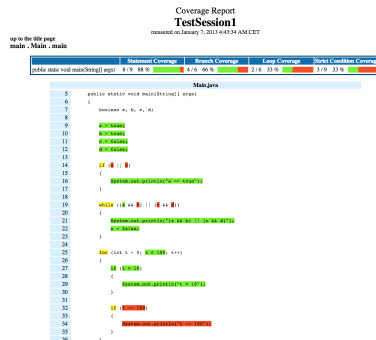 Coverage Report
TestSession1
measured on January 7, 2013 4:43:34 AM CET
up to the title page
main . Main . main
Statement Coverage Branch Coverage Loop Coverage Strict Condition Coverage
public static void main(String[] args) 8 / 9 88 % 4 / 6 66 % 2 / 6 33 % 3 / 9 33 %
Main.java
5 public static void main(String[] args)
6 {
7 boolean a, b, c, d;
8
9 a = true;
10 b = true;
11 c = false;
12 d = false;
13
14 if (a || b)
15 {
16 System.out.println("a == true");
17 }
18
19 while ((a && b) || (c && d))
20 {
21 System.out.println("(a && b) || (c && d)");
22 a = false;
23 }
24
25 for (int t = 0; t < 100; t++)
26 {
27 if (t > 10)
28 {
29 System.out.println("t > 10");
30 }
31
32 if (t == 100)
33 {
34 System.out.println("t == 100");
35 }
36